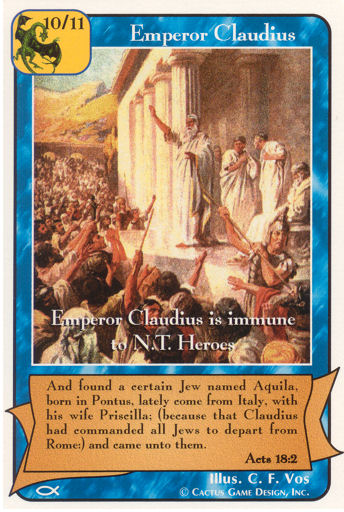 10/11
Emperor Claudius
Emperor Claudius is immune
to N.T. Heroes
And found a certain Jew named Aquila,
born in Pontus, lately come from Italy, with
his wife Priscilla; (because that Claudius
had commanded all Jews to depart from
Rome:) and came unto them.
Acts 18:2
Illus. C. F. Vos
© Cactus Game Design, Inc.